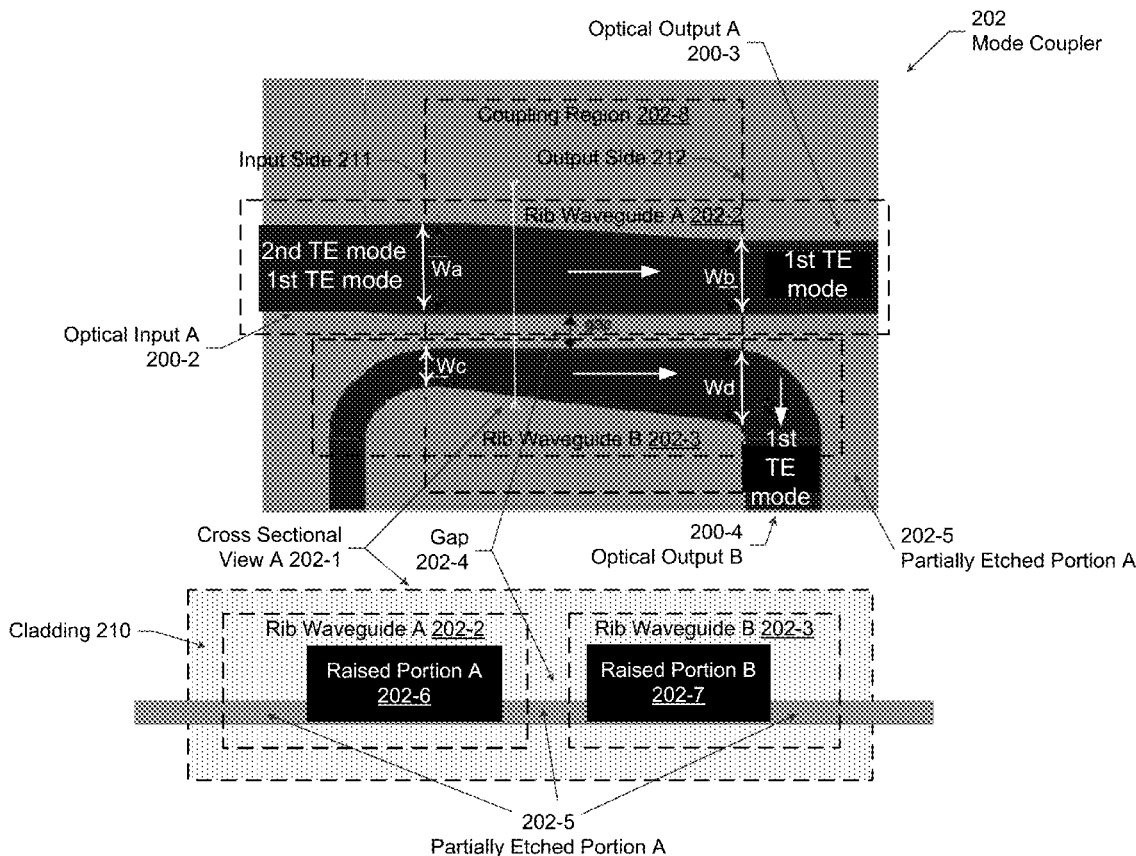 202
Mode Coupler
Optical Output A
200-3
Coupling Region 202-8
Input Side 211
Output Side 212
Rib Waveguide A 202-2
2nd TE mode
1st TE mode
Wa
Wb
1st TE
mode
gap
Optical Input A
200-2
Wc
Wd
Rib Waveguide B 202-3
1st
TE
mode
Cross Sectional
View A 202-1
Gap
202-4
200-4
Optical Output B
202-5
Partially Etched Portion A
Cladding 210
Rib Waveguide A 202-2
Rib Waveguide B 202-3
Raised Portion A
202-6
Raised Portion B
202-7
202-5
Partially Etched Portion A